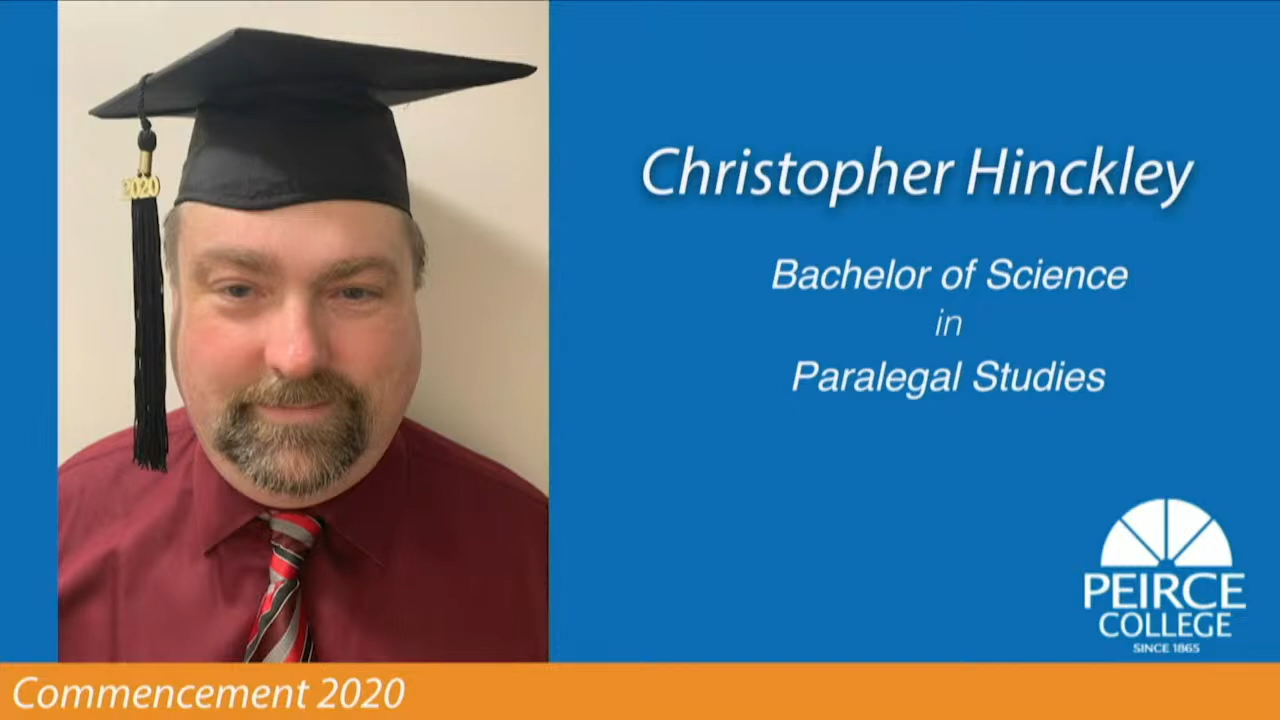 2020
Christopher Hinckley
Bachelor of Science
in
Paralegal Studies
PEIRCE
COLLEGE
SINCE 1865
Commencement 2020